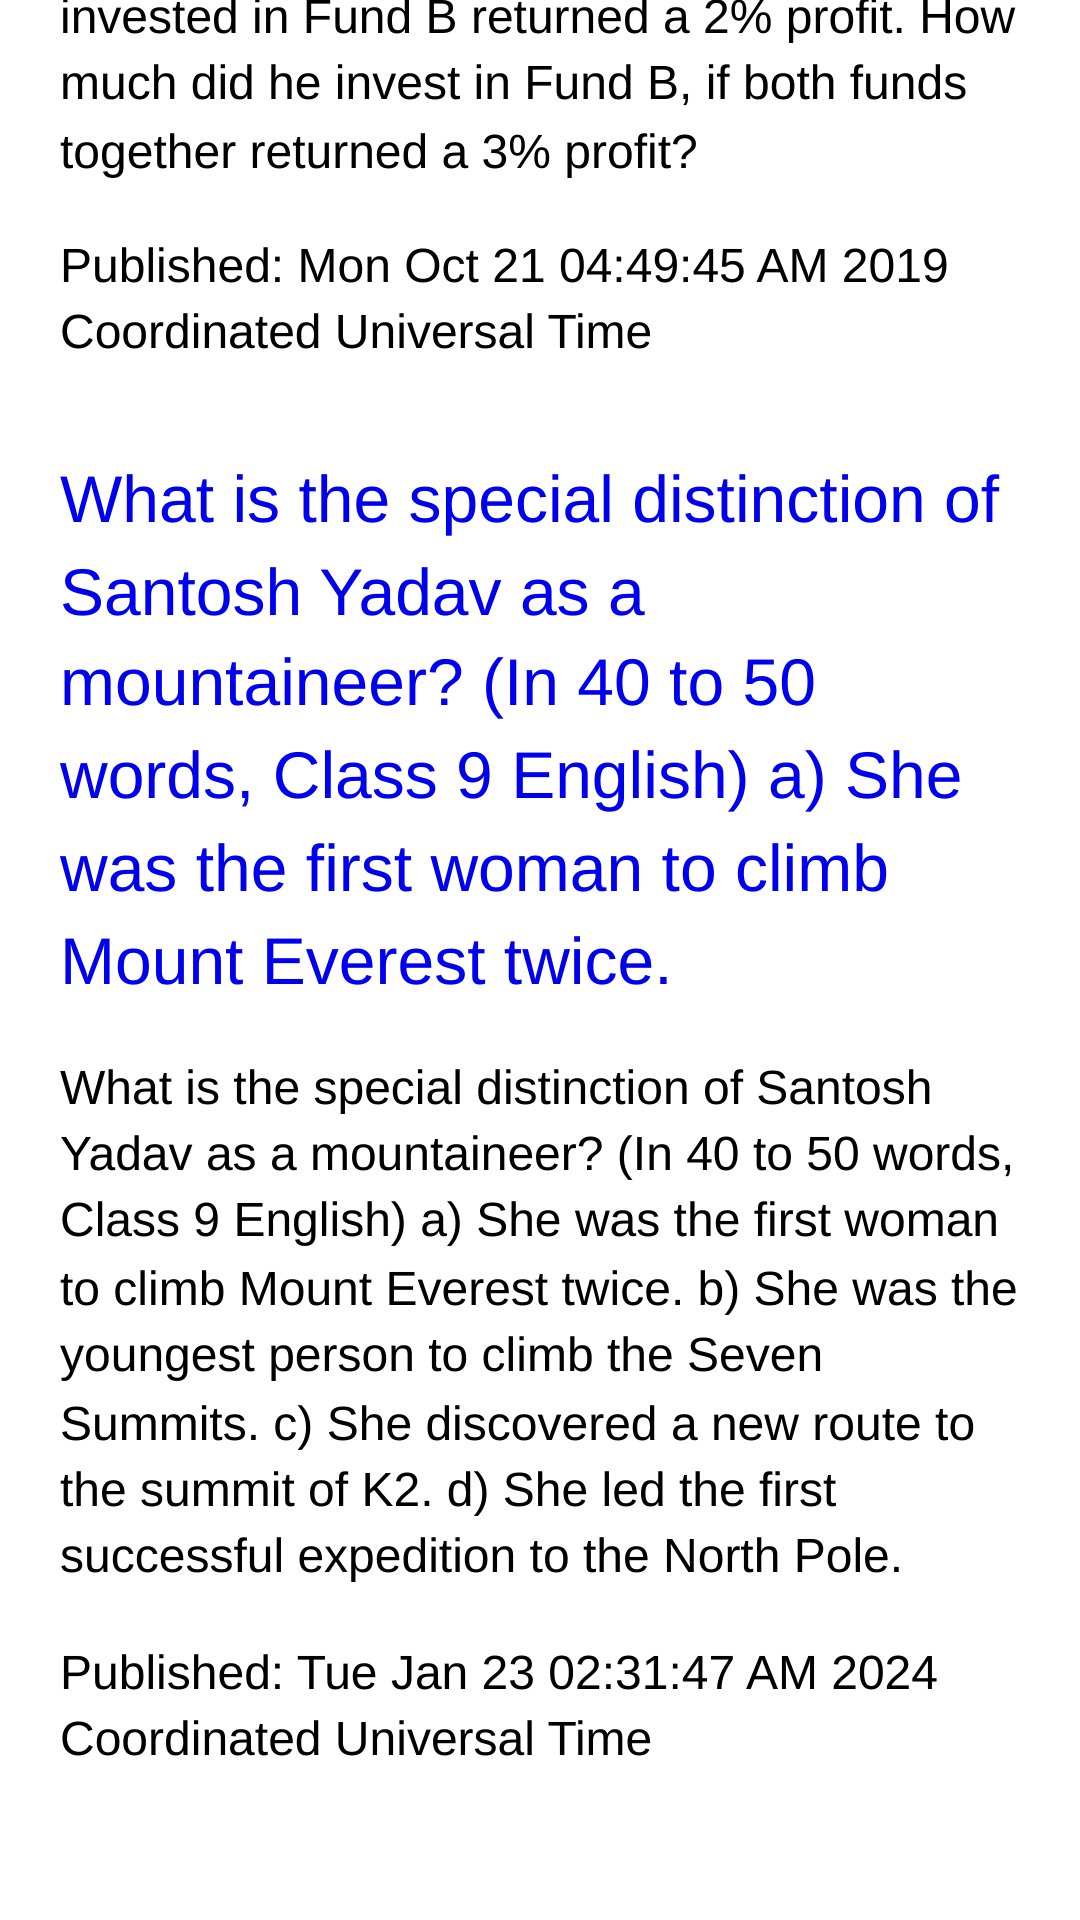 invested in Fund B returned a 2% profit. How
much did he invest in Fund B, if both funds
together returned a 3% profit?
Published: Mon Oct 21 04:49:45 AM 2019
Coordinated Universal Time
What is the special distinction of
Santosh Yadav as a
mountaineer? (In 40 to 50
words, Class 9 English) a) She
was the first woman to climb
Mount Everest twice.
What is the special distinction of Santosh
Yadav as a mountaineer? (In 40 to 50 words,
Class 9 English) a) She was the first woman
to climb Mount Everest twice. b) She was the
youngest person to climb the Seven
Summits. c) She discovered a new route to
the summit of K2. d) She led the first
successful expedition to the North Pole.
Published: Tue Jan 23 02:31:47 AM 2024
Coordinated Universal Time